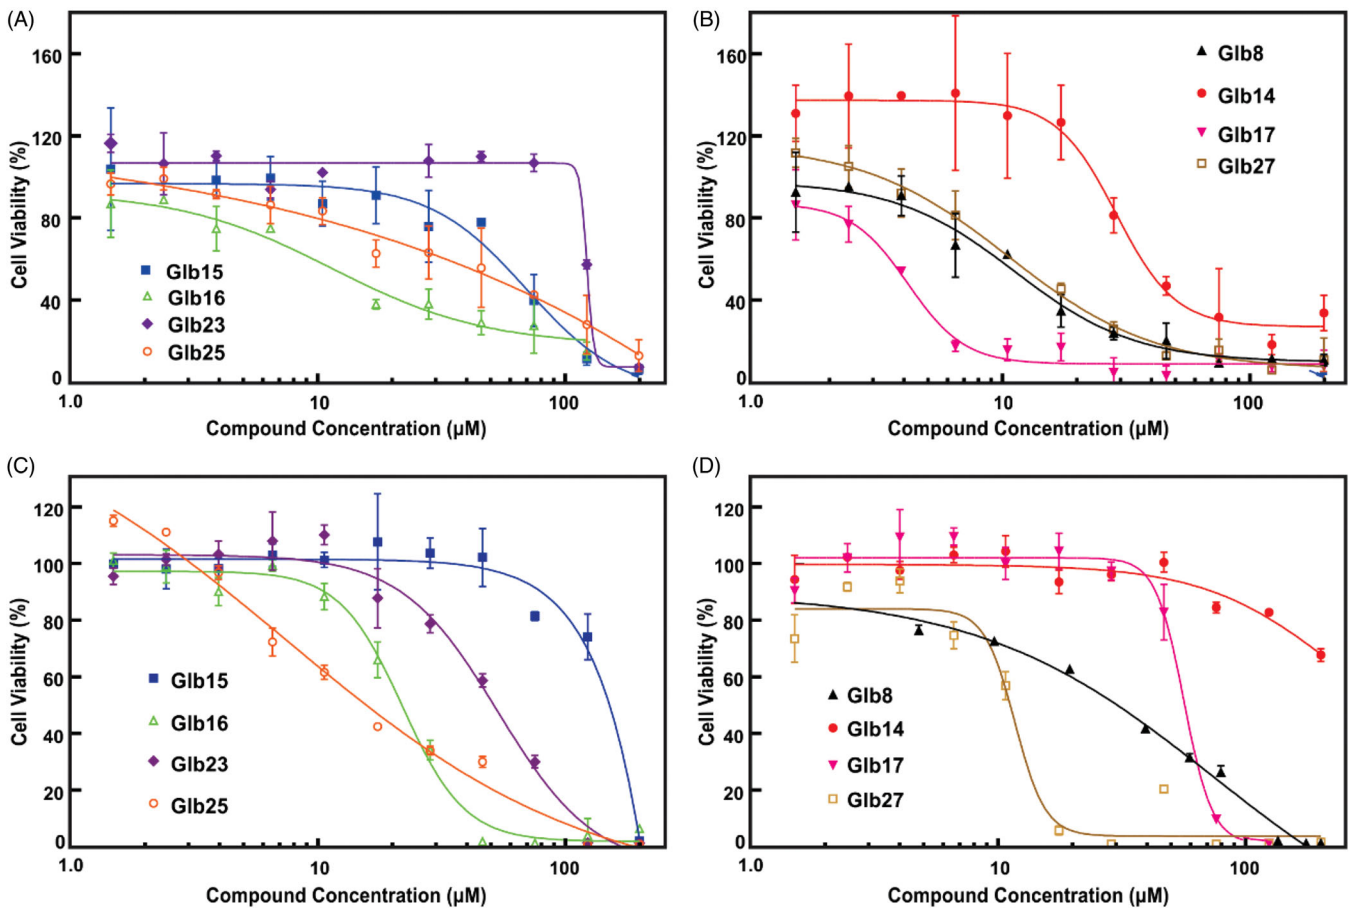 (A)
160
120
80
40
0
Cell Viability (%)
Glb15
Glb16
Glb23
Glb25
1.0 10 100
Compound Concentration (µM)
(B)
160
120
80
40
0
Cell Viability (%)
Glb8
Glb14
Glb17
Glb27
1.0 10 100
Compound Concentration (µM)
(C)
120
100
80
60
40
20
0
Cell Viability (%)
Glb15
Glb16
Glb23
Glb25
1.0 10 100
Compound Concentration (µM)
(D)
120
100
80
60
40
20
0
Cell Viability (%)
Glb8
Glb14
Glb17
Glb27
1.0 10 100
Compound Concentration (µM)